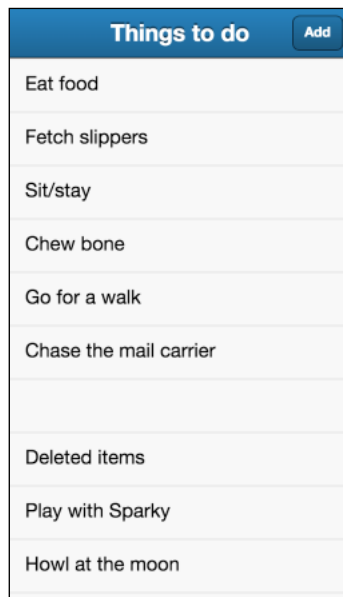 Things to do
Add
Eat food
Fetch slippers
Sit/stay
Chew bone
Go for a walk
Chase the mail carrier
Deleted items
Play with Sparky
Howl at the moon